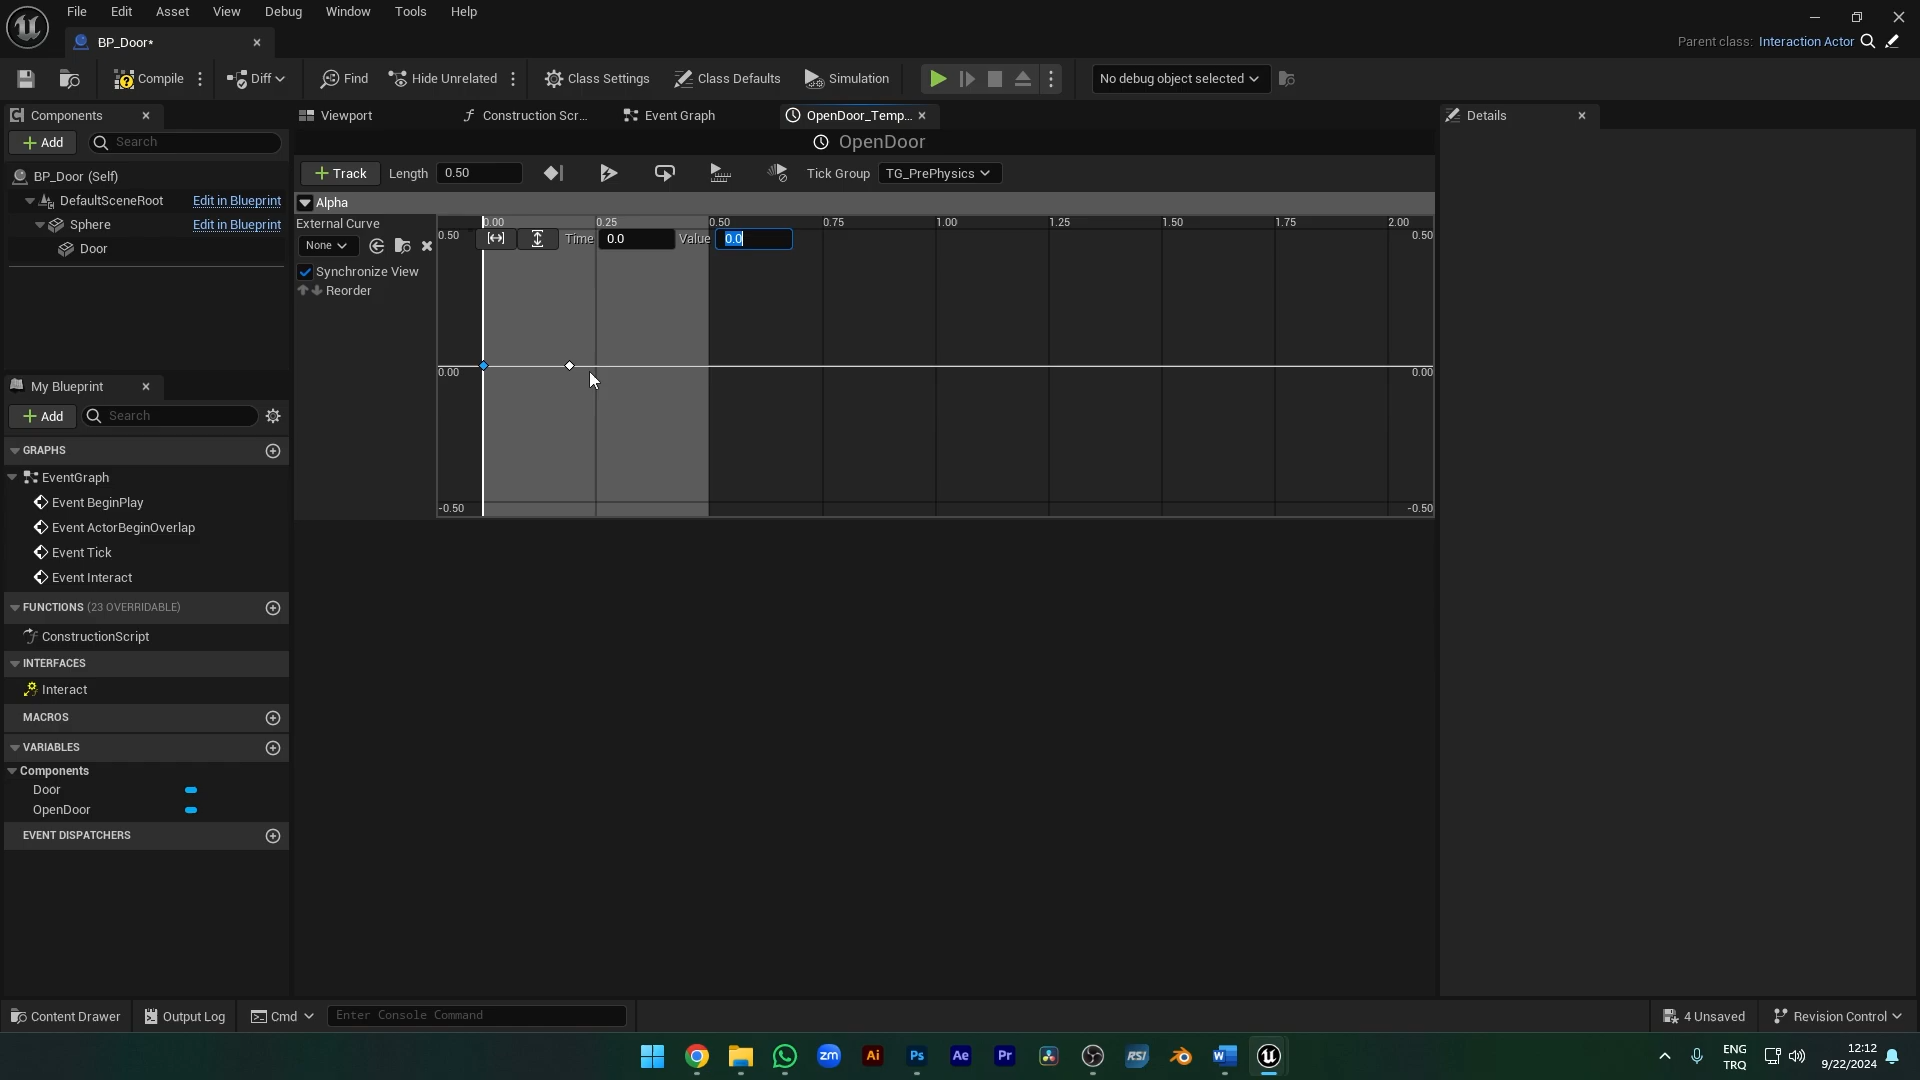 File Edit Asset View Debug Window Tools Help
BP_Door*
Parent class: Interaction Actor
Compile Diff Find Hide Unrelated Class Settings Class Defaults Simulation No debug object selected
Components
Viewport Construction Scr... Event Graph OpenDoor_Temp...
Details
Add Search
OpenDoor
Track Length 0.50 Tick Group TG_PrePhysics
BP_Door (Self)
DefaultSceneRoot Edit in Blueprint
Sphere Edit in Blueprint
Door
Alpha
External Curve
None
Synchronize View
Reorder
0.00 0.25 0.50 0.75 1.00 1.25 1.50 1.75 2.00
0.50 Time 0.0 Value 0.0 0.50
0.00 0.00
-0.50 -0.50
My Blueprint
Add Search
GRAPHS
EventGraph
Event BeginPlay
Event ActorBeginOverlap
Event Tick
Event Interact
FUNCTIONS (23 OVERRIDABLE)
ConstructionScript
INTERFACES
Interact
MACROS
VARIABLES
Components
Door
OpenDoor
EVENT DISPATCHERS
Content Drawer Output Log Cmd Enter Console Command 4 Unsaved Revision Control
zm Ai Ps Ae Pr RSI W
ENG
TRQ
12:12
9/22/2024